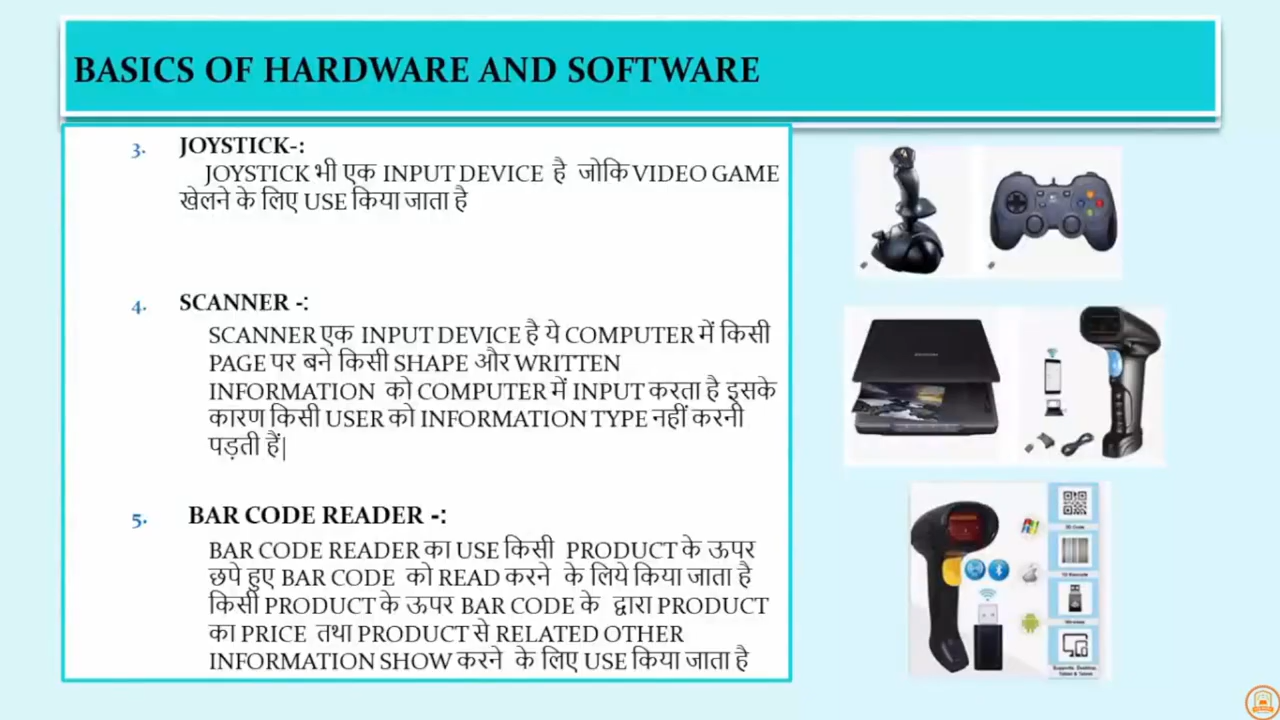 BASICS OF HARDWARE AND SOFTWARE
3. JOYSTICK-:
JOYSTICK भी एक INPUT DEVICE है जोकि VIDEO GAME
खेलने के लिए USE किया जाता है
4. SCANNER -:
SCANNER एक INPUT DEVICE है ये COMPUTER में किसी
PAGE पर बने किसी SHAPE और WRITTEN
INFORMATION को COMPUTER में INPUT करता है इसके
कारण किसी USER को INFORMATION TYPE नहीं करनी
पड़ती हैं|
5. BAR CODE READER -:
BAR CODE READER का USE किसी PRODUCT के ऊपर
छपे हुए BAR CODE को READ करने के लिये किया जाता है
किसी PRODUCT के ऊपर BAR CODE के द्वारा PRODUCT
का PRICE तथा PRODUCT से RELATED OTHER
INFORMATION SHOW करने के लिए USE किया जाता है